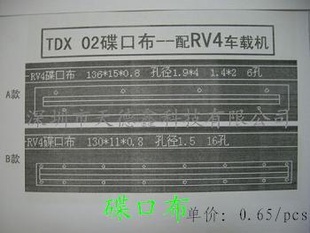 TDX 02碟口布--配RV4车载机
RV4碟口布 136*15*0.8 孔径1.9*4 1.4*2 6孔
A款
RV4碟口布 130*11*0.8 孔径1.5 16孔
B款
碟口布
单价: 0.65/pcs